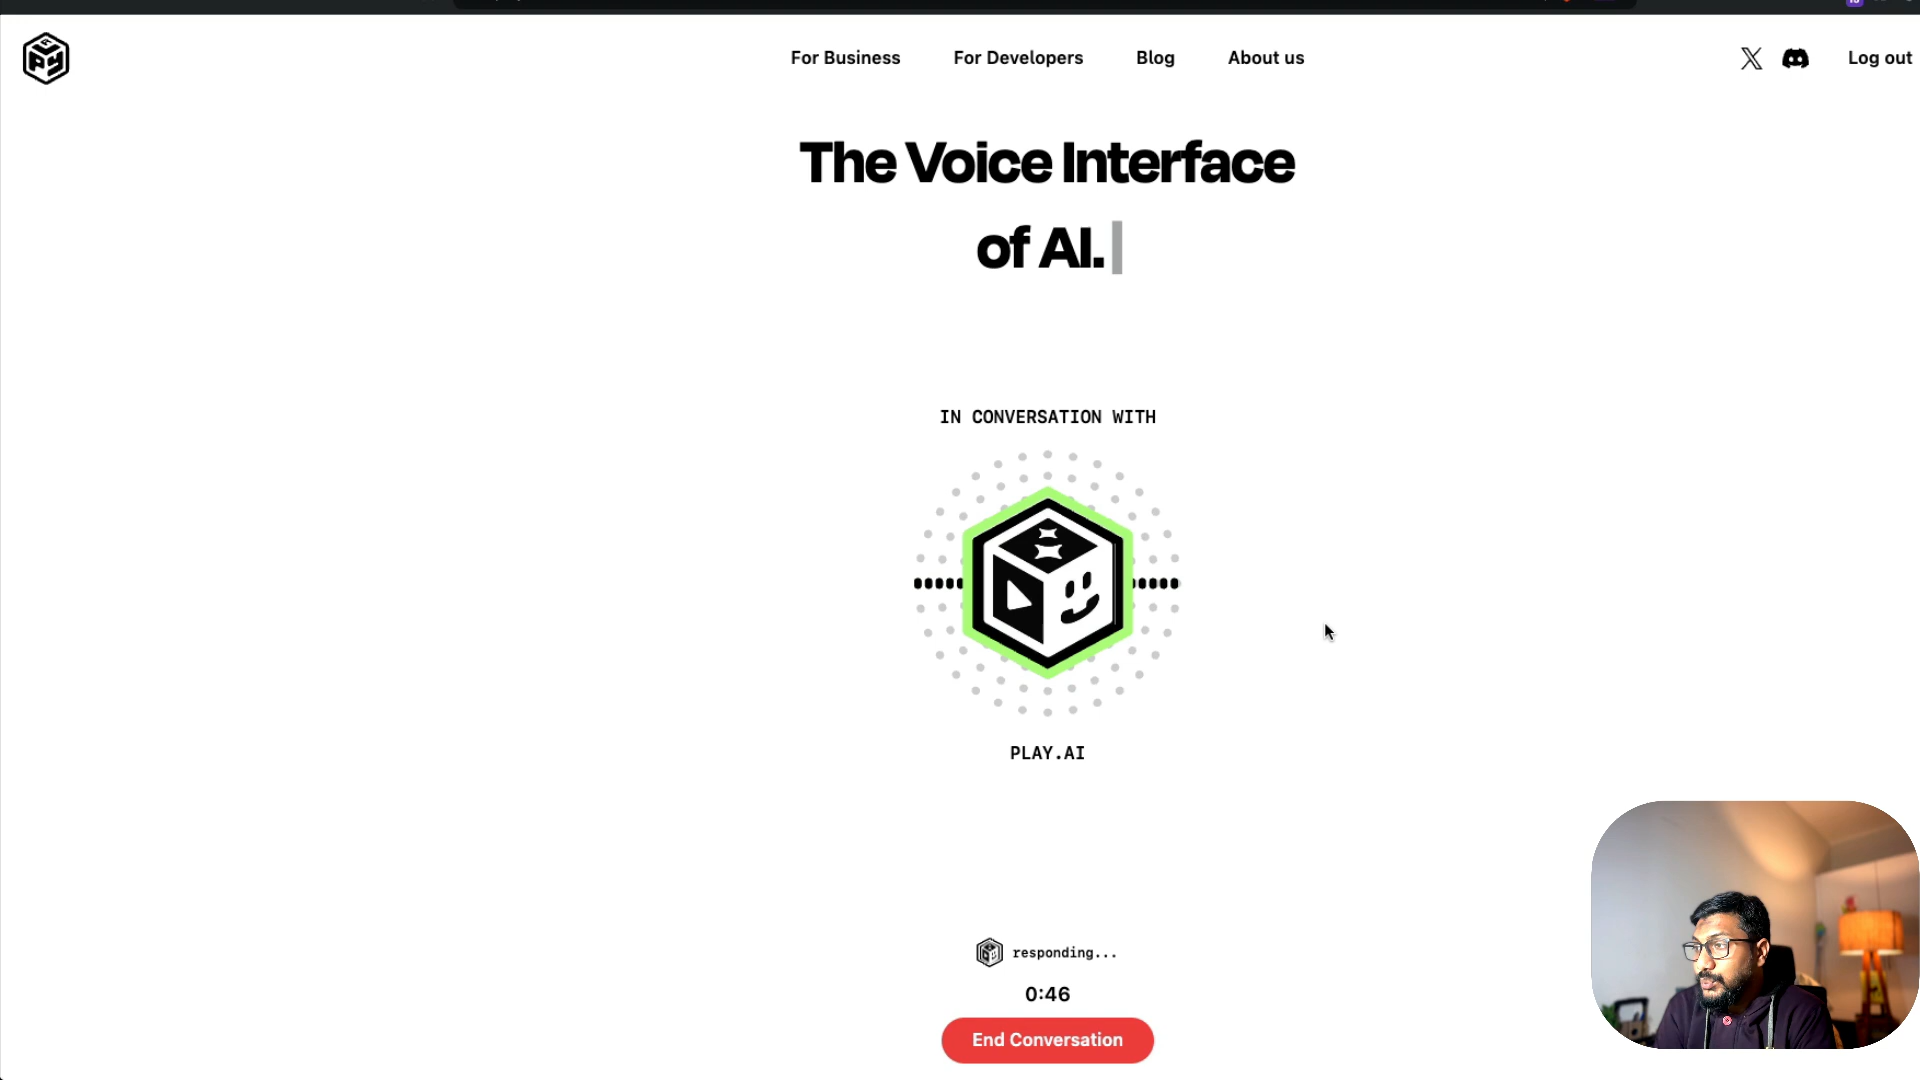 For Business
For Developers
Blog
About us
Log out
The Voice Interface
of AI.
IN CONVERSATION WITH
PLAY.AI
responding...
0:46
End Conversation